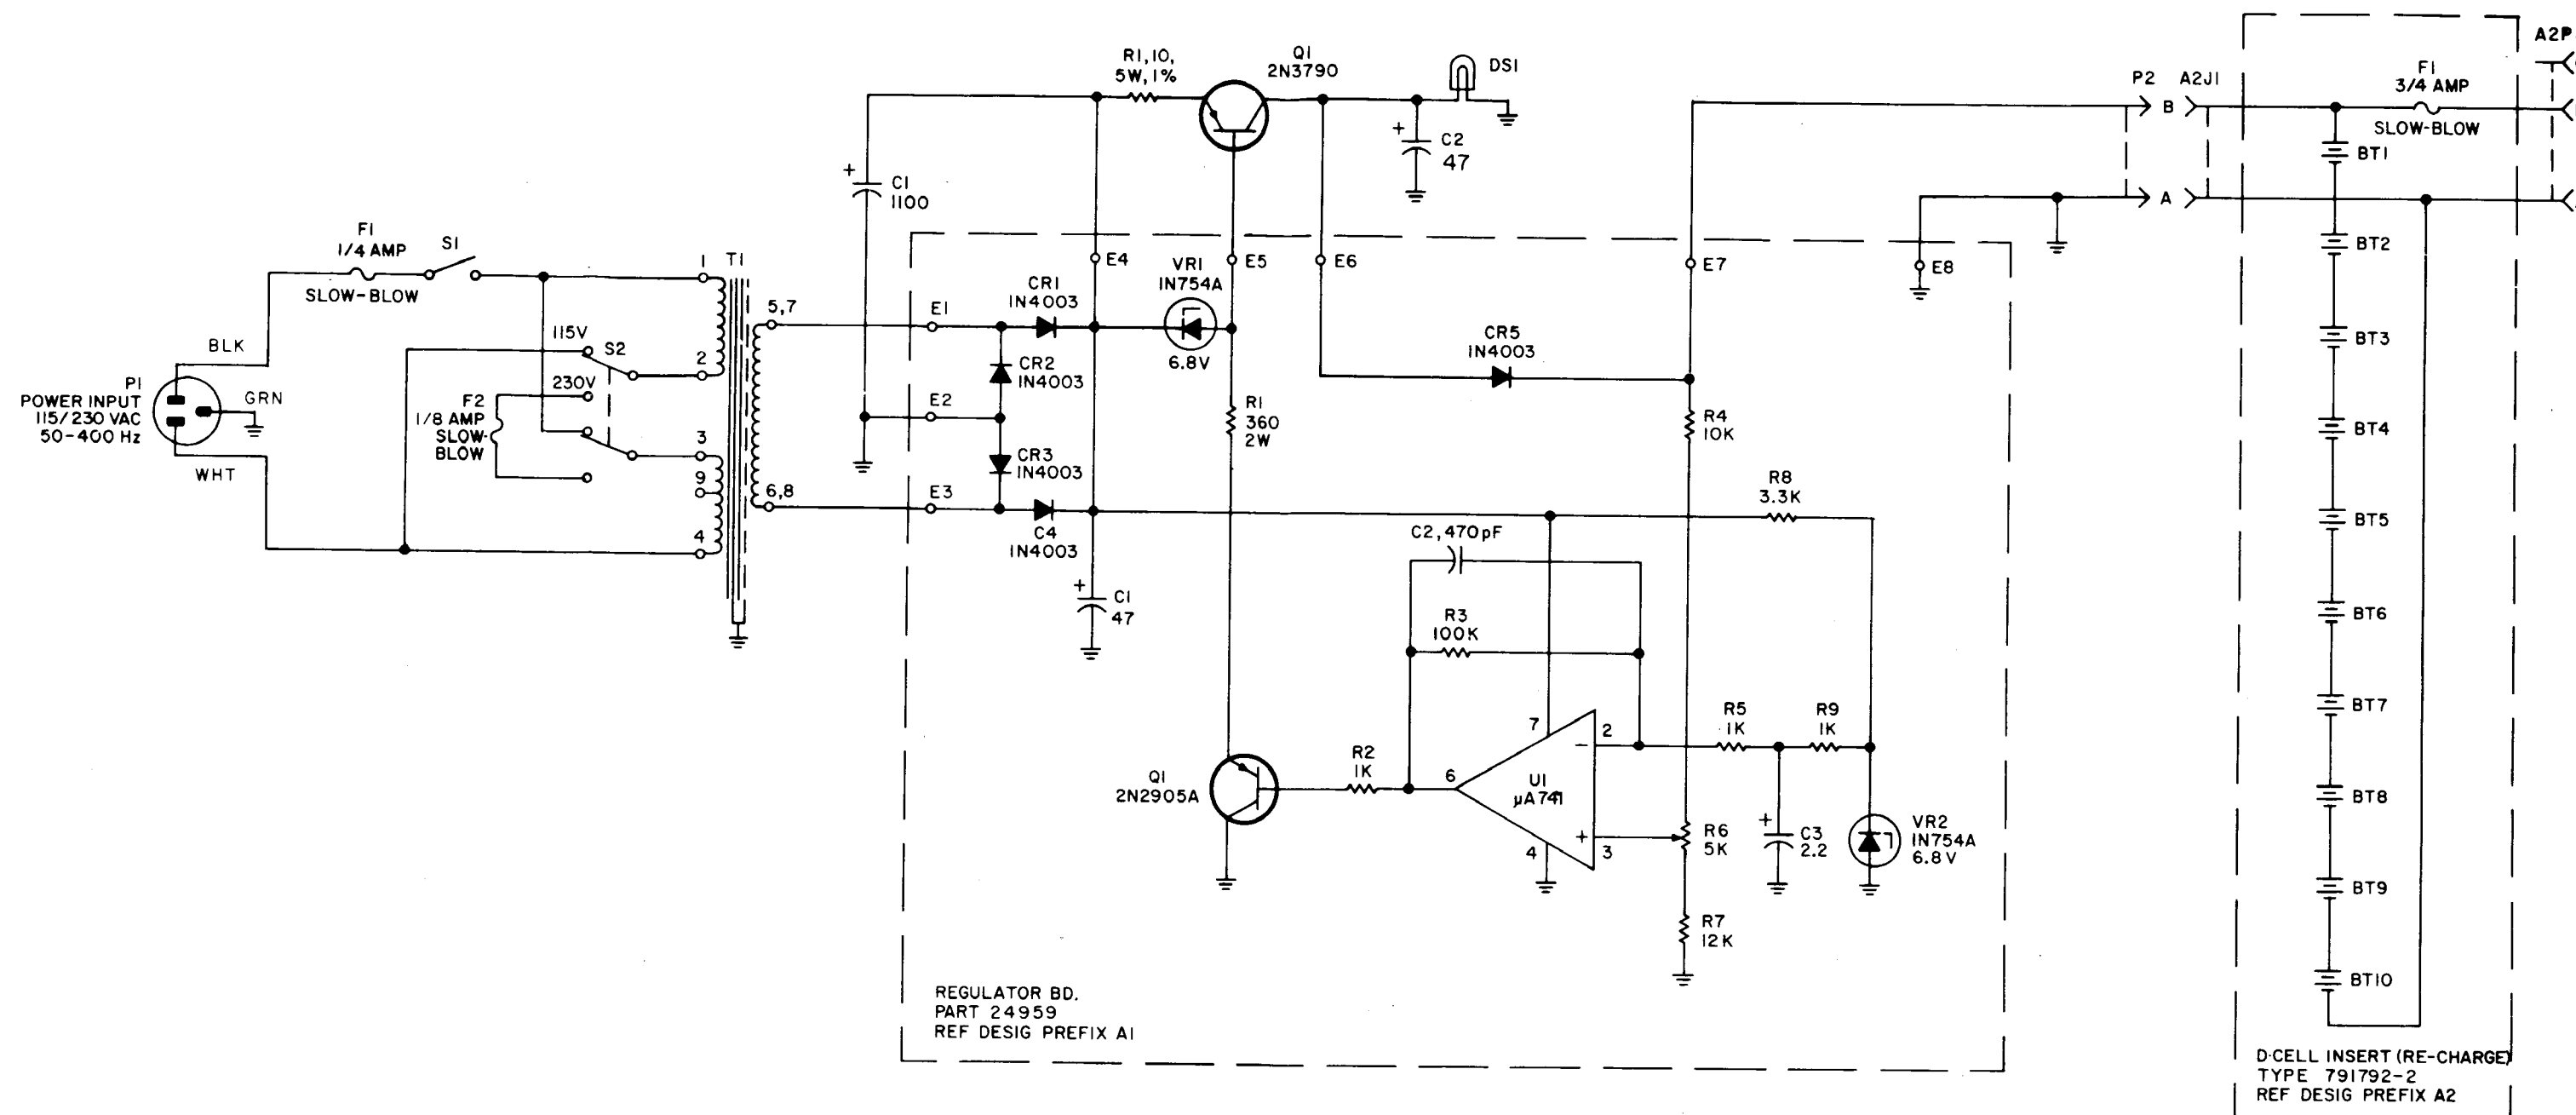 R1, 10,
5W, 1%
Q1
2N3790
DS1
C2
47
+
C1
1100
+
F1
1/4 AMP
SLOW-BLOW
S1
1
T1
2
3
9
4
5,7
6,8
115V
S2
230V
F2
1/8 AMP
SLOW-
BLOW
BLK
GRN
WHT
P1
POWER INPUT
115/230 VAC
50-400 Hz
E1
E2
E3
E4
E5
E6
E7
E8
CR1
1N4003
CR2
1N4003
CR3
1N4003
C4
1N4003
VR1
1N754A
6.8V
R1
360
2W
CR5
1N4003
R4
10K
R8
3.3K
C2, 470pF
R3
100K
+
C1
47
Q1
2N2905A
R2
1K
6
7
2
−
U1
µA741
+
3
4
R5
1K
R9
1K
R6
5K
R7
12K
+
C3
2.2
VR2
1N754A
6.8V
REGULATOR BD.
PART 24959
REF DESIG PREFIX A1
P2
A2J1
B
A
F1
3/4 AMP
SLOW-BLOW
A2P
BT1
BT2
BT3
BT4
BT5
BT6
BT7
BT8
BT9
BT10
D-CELL INSERT (RE-CHARGE)
TYPE 791792-2
REF DESIG PREFIX A2